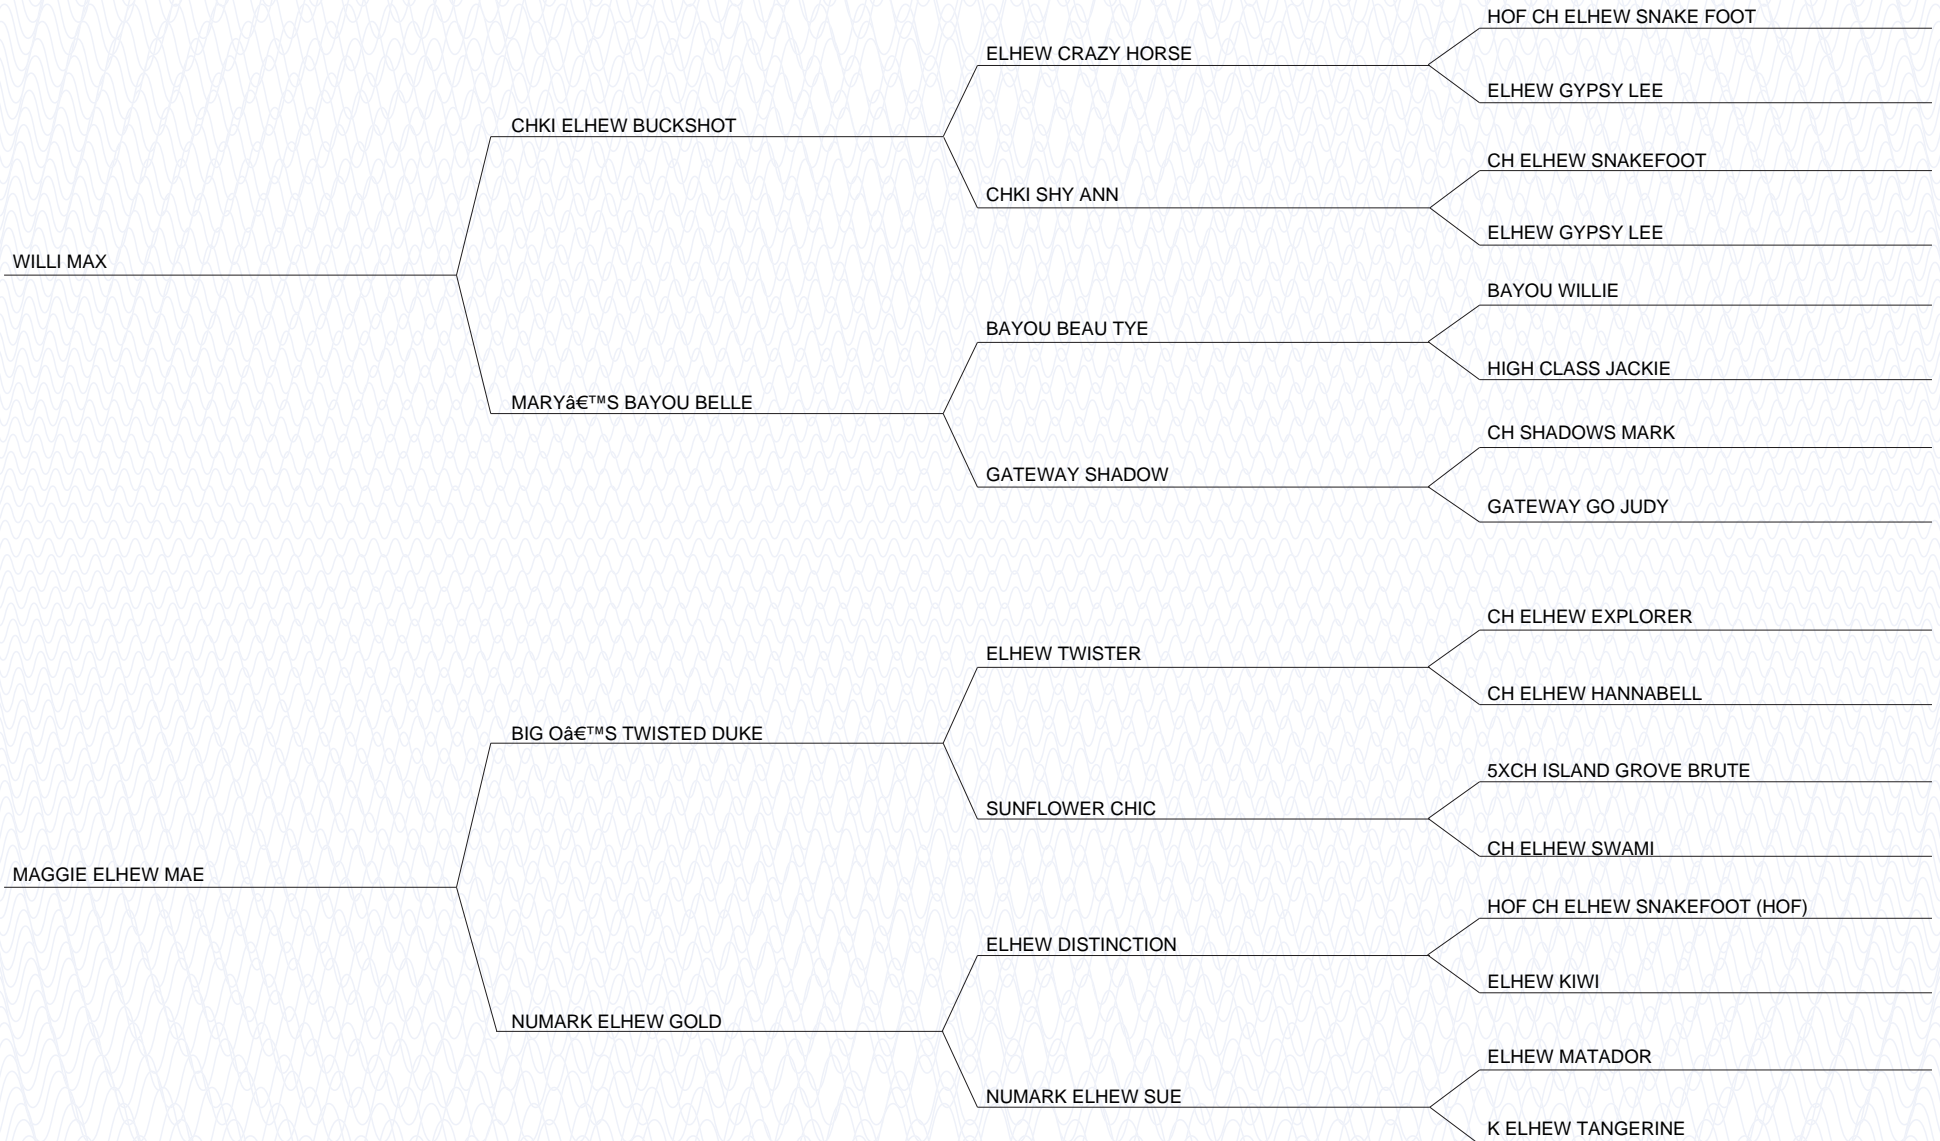 HOF CH ELHEW SNAKE FOOT
ELHEW CRAZY HORSE
ELHEW GYPSY LEE
CHKI ELHEW BUCKSHOT
CH ELHEW SNAKEFOOT
CHKI SHY ANN
ELHEW GYPSY LEE
WILLI MAX
BAYOU WILLIE
BAYOU BEAU TYE
HIGH CLASS JACKIE
MARYâ€™S BAYOU BELLE
CH SHADOWS MARK
GATEWAY SHADOW
GATEWAY GO JUDY
CH ELHEW EXPLORER
ELHEW TWISTER
CH ELHEW HANNABELL
BIG Oâ€™S TWISTED DUKE
5XCH ISLAND GROVE BRUTE
SUNFLOWER CHIC
CH ELHEW SWAMI
MAGGIE ELHEW MAE
HOF CH ELHEW SNAKEFOOT (HOF)
ELHEW DISTINCTION
ELHEW KIWI
NUMARK ELHEW GOLD
ELHEW MATADOR
NUMARK ELHEW SUE
K ELHEW TANGERINE